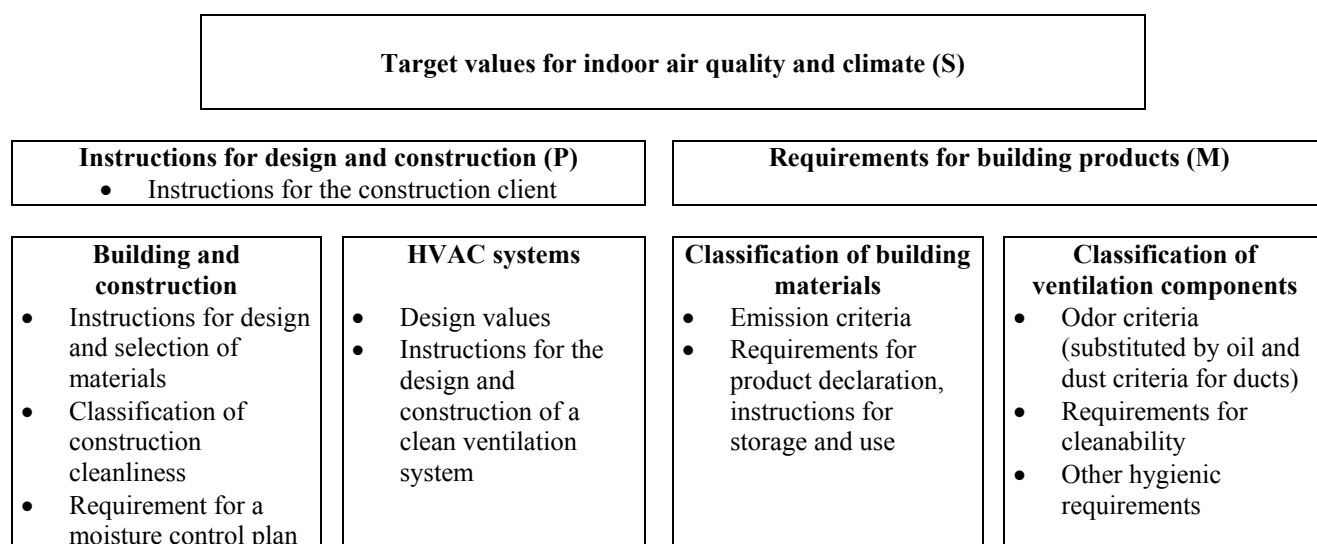 Target values for indoor air quality and climate (S)
Instructions for design and construction (P)
• Instructions for the construction client
Requirements for building products (M)
Building and
construction
• Instructions for design
and selection of
materials
• Classification of
construction
cleanliness
• Requirement for a
moisture control plan
HVAC systems
• Design values
• Instructions for the
design and
construction of a
clean ventilation
system
Classification of building
materials
• Emission criteria
• Requirements for
product declaration,
instructions for
storage and use
Classification of
ventilation components
• Odor criteria
(substituted by oil and
dust criteria for ducts)
• Requirements for
cleanability
• Other hygienic
requirements